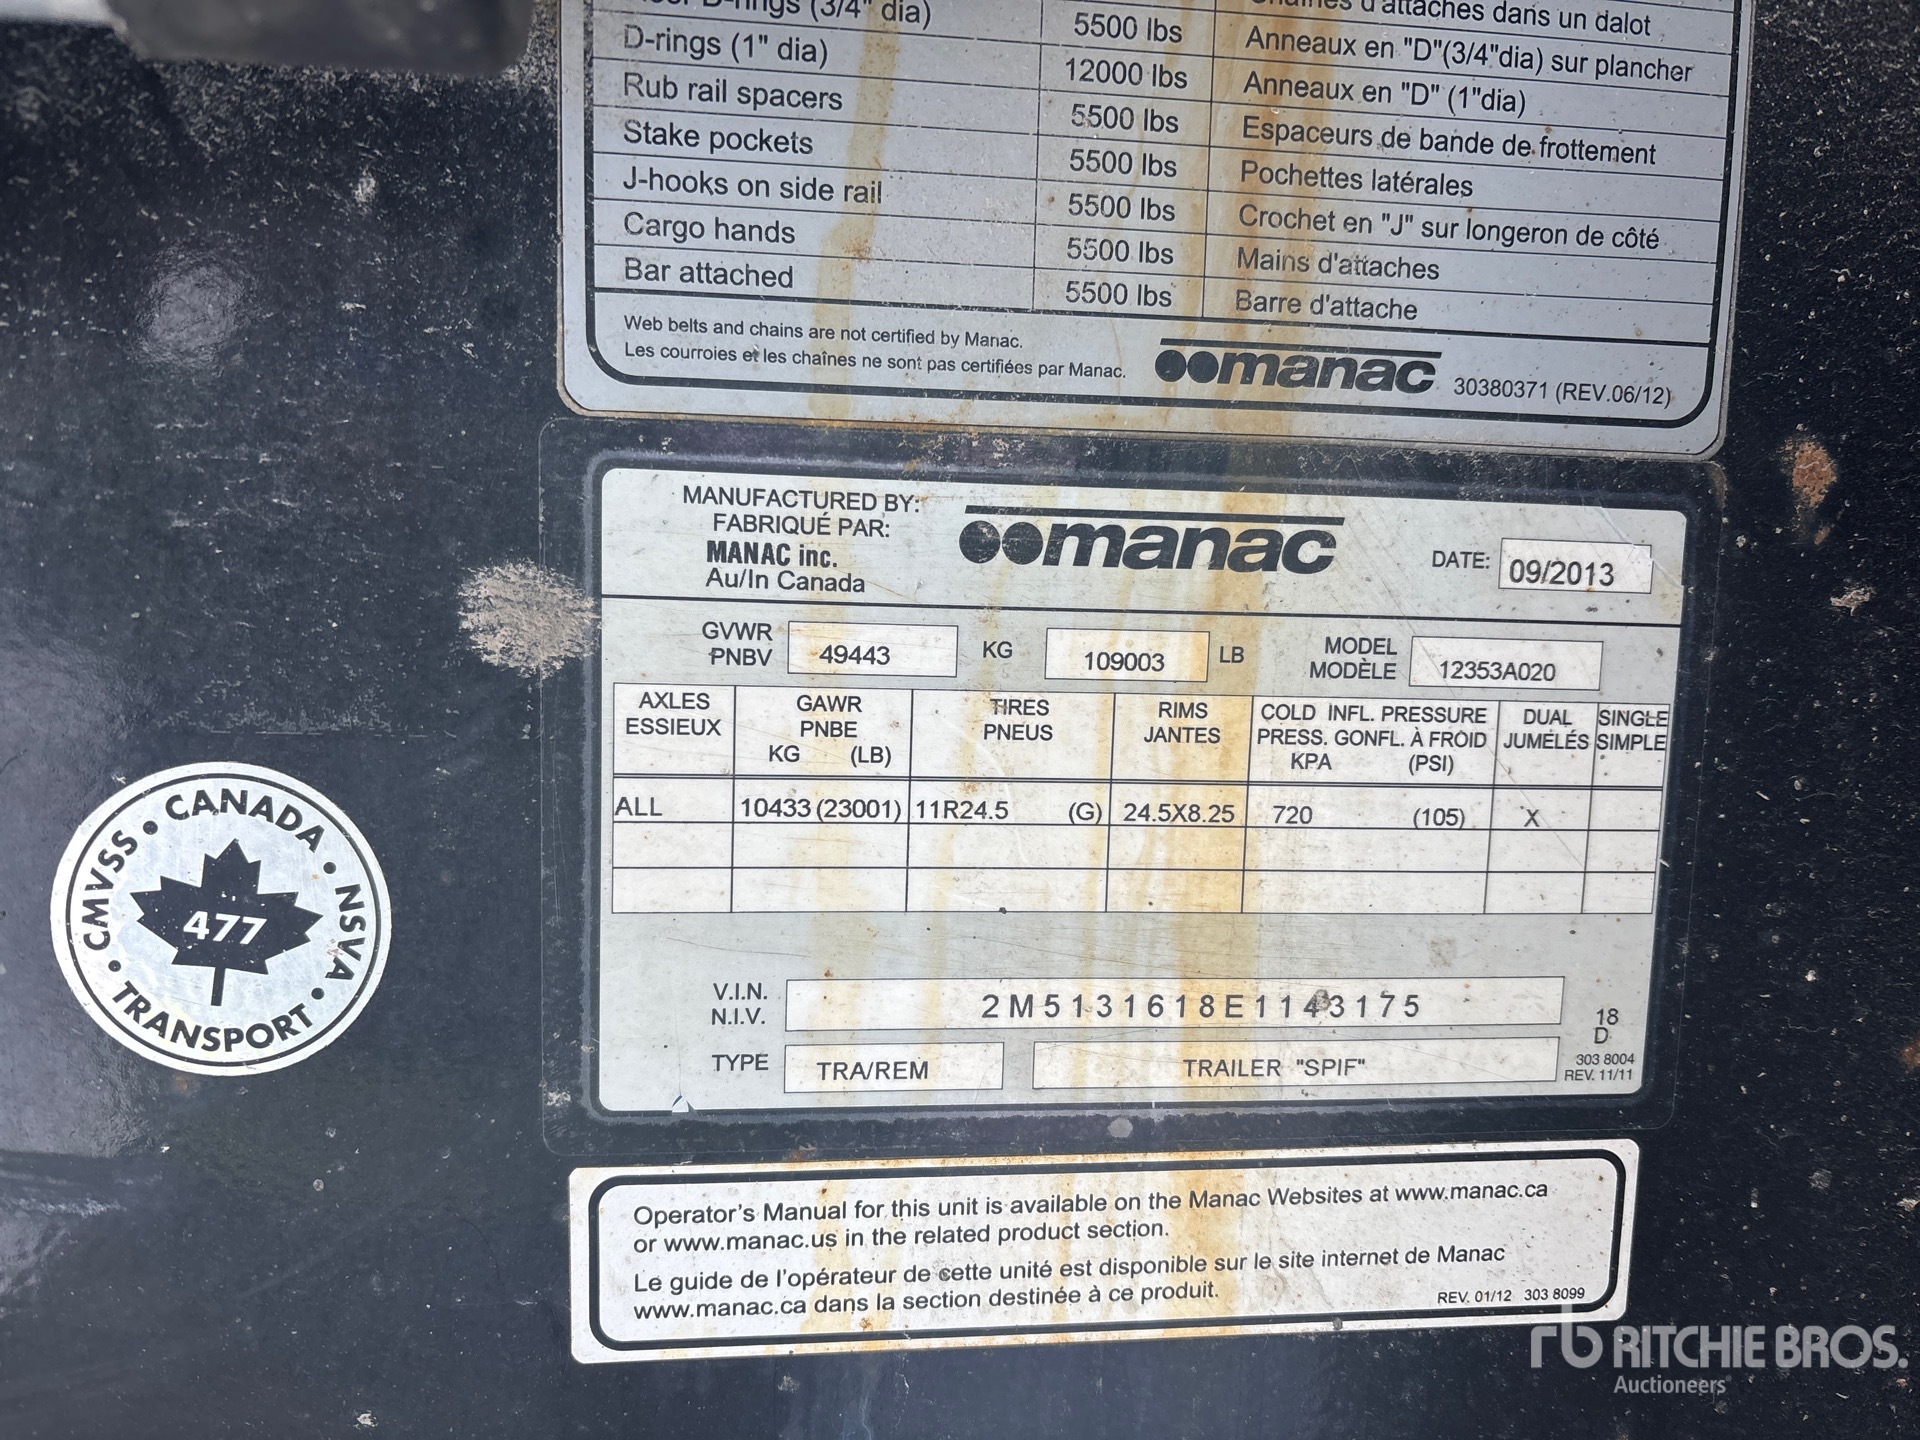 D-rings (3/4" dia) 5500 lbs d'attaches dans un dalot
D-rings (1" dia) 12000 lbs Anneaux en "D"(3/4"dia) sur plancher
Rub rail spacers 5500 lbs Anneaux en "D" (1"dia)
Stake pockets 5500 lbs Espaceurs de bande de frottement
J-hooks on side rail 5500 lbs Pochettes latérales
Cargo hands 5500 lbs Crochet en "J" sur longeron de côté
Bar attached 5500 lbs Mains d'attaches
Barre d'attache
Web belts and chains are not certified by Manac.
Les courroies et les chaînes ne sont pas certifiées par Manac.
manac 30380371 (REV.06/12)
MANUFACTURED BY:
FABRIQUÉ PAR:
MANAC inc.
Au/In Canada
manac
DATE: 09/2013
GVWR
PNBV 49443 KG 109003 LB
MODEL
MODÈLE 12353A020
AXLES GAWR TIRES RIMS COLD INFL. PRESSURE DUAL SINGLE
ESSIEUX PNBE PNEUS JANTES PRESS. GONFL. À FROID JUMELÉS SIMPLE
KG (LB) KPA (PSI)
ALL 10433 (23001) 11R24.5 (G) 24.5X8.25 720 (105) X
V.I.N.
N.I.V. 2M5131618E1143175
18
D
TYPE TRA/REM TRAILER "SPIF"
303 8004
REV. 11/11
CANADA
CMVSS NSVAC
477
TRANSPORT
Operator's Manual for this unit is available on the Manac Websites at www.manac.ca
or www.manac.us in the related product section.
Le guide de l'opérateur de cette unité est disponible sur le site internet de Manac
www.manac.ca dans la section destinée à ce produit.
REV. 01/12 303 8099
rb RITCHIE BROS.
Auctioneers